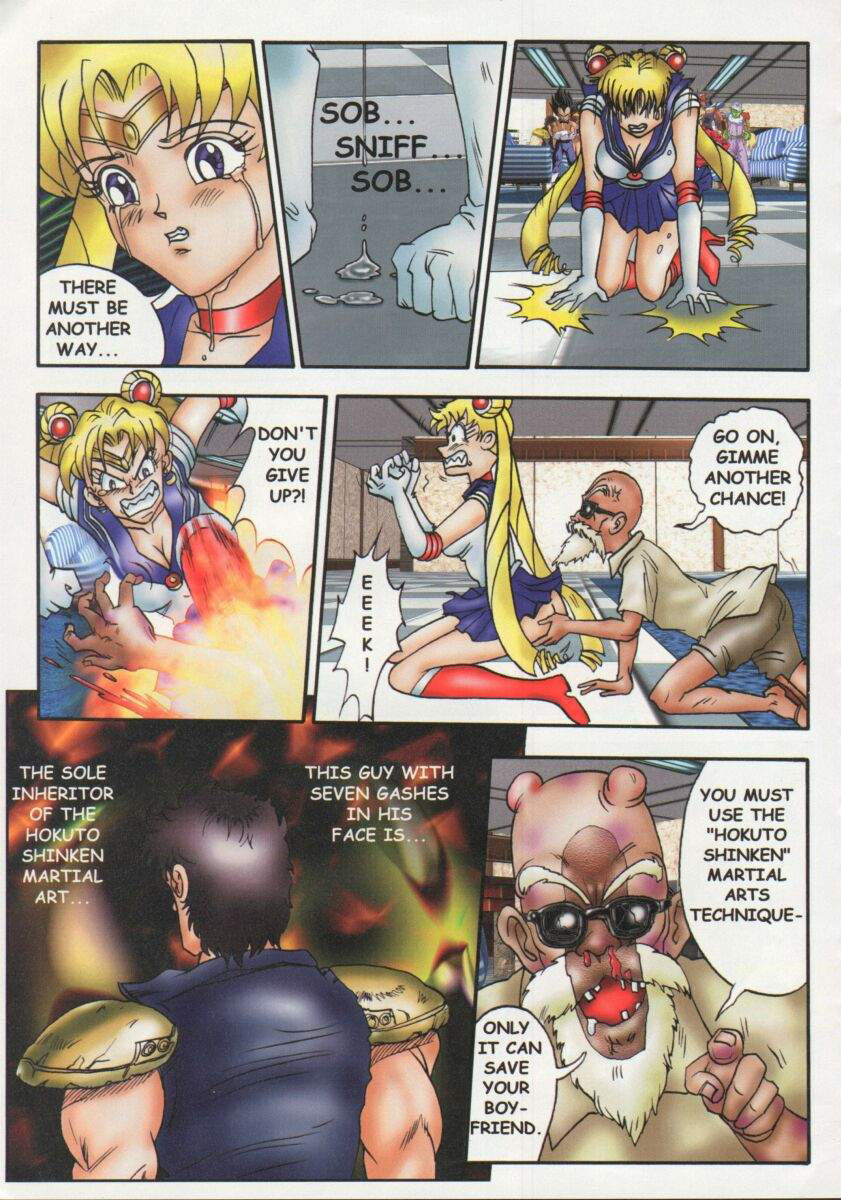 THERE
MUST BE
ANOTHER
WAY...
SOB...
SNIFF...
SOB...
DON'T
YOU
GIVE
UP?!
GO ON,
GIMME
ANOTHER
CHANCE!
EEEK!
THE SOLE
INHERITOR
OF THE
HOKUTO
SHINKEN
MARTIAL
ART...
THIS GUY WITH
SEVEN GASHES
IN HIS
FACE IS...
YOU MUST
USE THE
"HOKUTO
SHINKEN"
MARTIAL
ARTS
TECHNIQUE-
ONLY
IT CAN
SAVE
YOUR
BOY-
FRIEND.